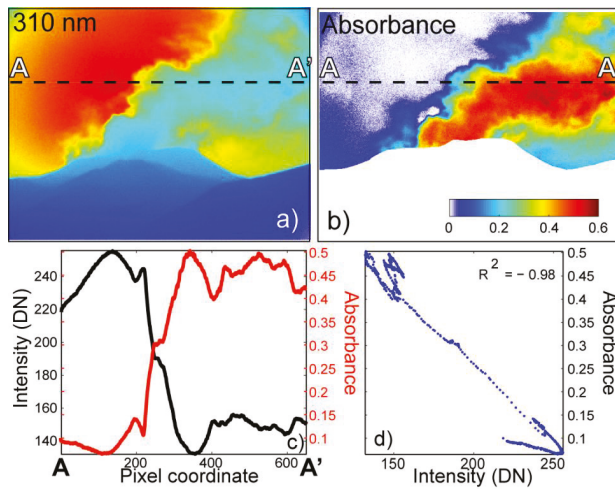 310 nm
A A'
a)
Absorbance
A A
b)
0 0.2 0.4 0.6
240
220
200
180
160
140
Intensity (DN)
0.5
0.45
0.4
0.35
0.3
0.25
0.2
0.15
0.1
Absorbance
c)
0 200 400 600
A Pixel coordinate A'
R² = - 0.98
0.5
0.45
0.4
0.35
0.3
0.25
0.2
0.15
0.1
Absorbance
d)
150 200 250
Intensity (DN)